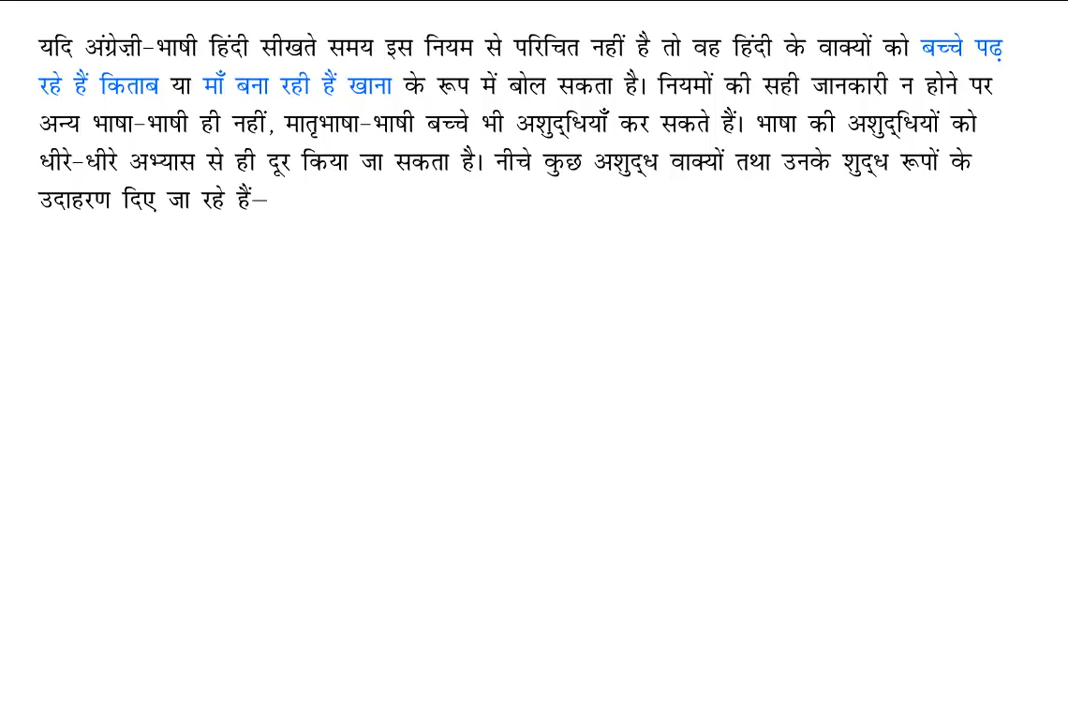 यदि अंग्रेज़ी-भाषी हिंदी सीखते समय इस नियम से परिचित नहीं है तो वह हिंदी के वाक्यों को बच्चे पढ़
रहे हैं किताब या माँ बना रही हैं खाना के रूप में बोल सकता है। नियमों की सही जानकारी न होने पर
अन्य भाषा-भाषी ही नहीं, मातृभाषा-भाषी बच्चे भी अशुद्धियाँ कर सकते हैं। भाषा की अशुद्धियों को
धीरे-धीरे अभ्यास से ही दूर किया जा सकता है। नीचे कुछ अशुद्ध वाक्यों तथा उनके शुद्ध रूपों के
उदाहरण दिए जा रहे हैं—